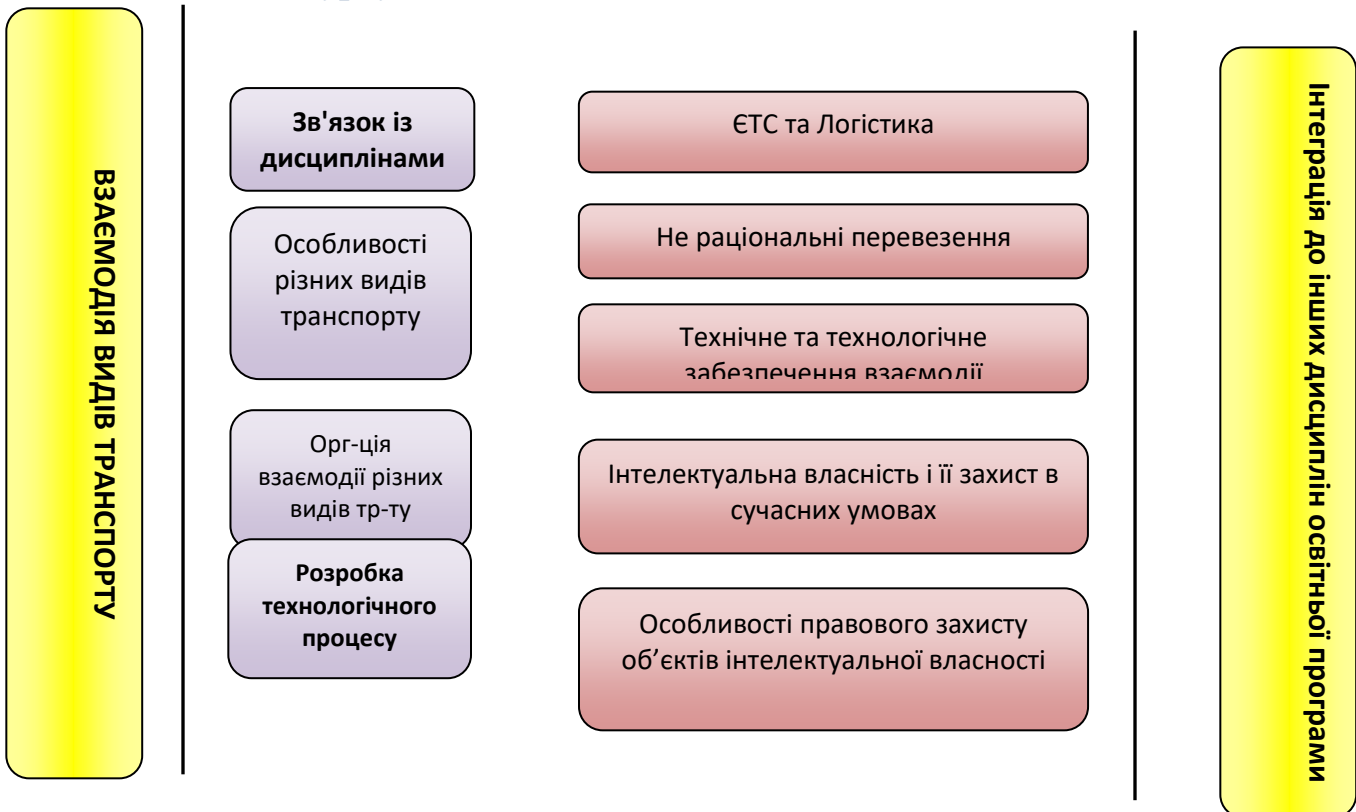 ВЗАЄМОДІЯ ВИДІВ ТРАНСПОРТУ
Зв'язок із
дисциплінами
Особливості
різних видів
транспорту
Орг-ція
взаємодії різних
видів тр-ту
Розробка
технологічного
процесу
ЄТС та Логістика
Не раціональні перевезення
Технічне та технологічне
забезпечення взаємодії
Інтелектуальна власність і її захист в
сучасних умовах
Особливості правового захисту
об’єктів інтелектуальної власності
Інтеграція до інших дисциплін освітньої програми